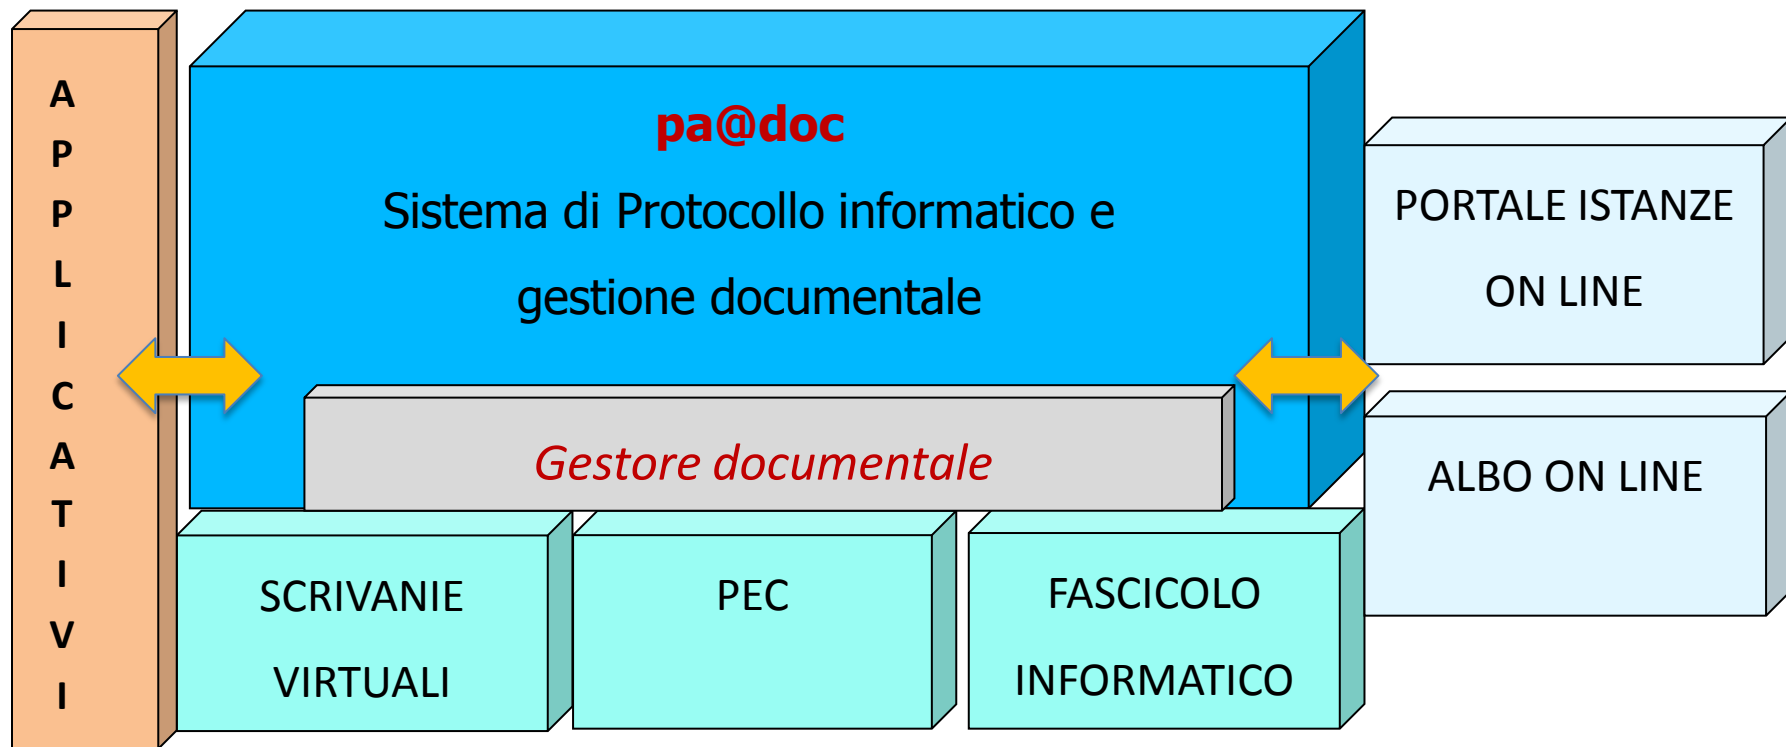 APPLICATIVI
pa@doc
Sistema di Protocollo informatico e
gestione documentale
Gestore documentale
PORTALE ISTANZE
ON LINE
ALBO ON LINE
SCRIVANIE
VIRTUALI
PEC
FASCICOLO
INFORMATICO